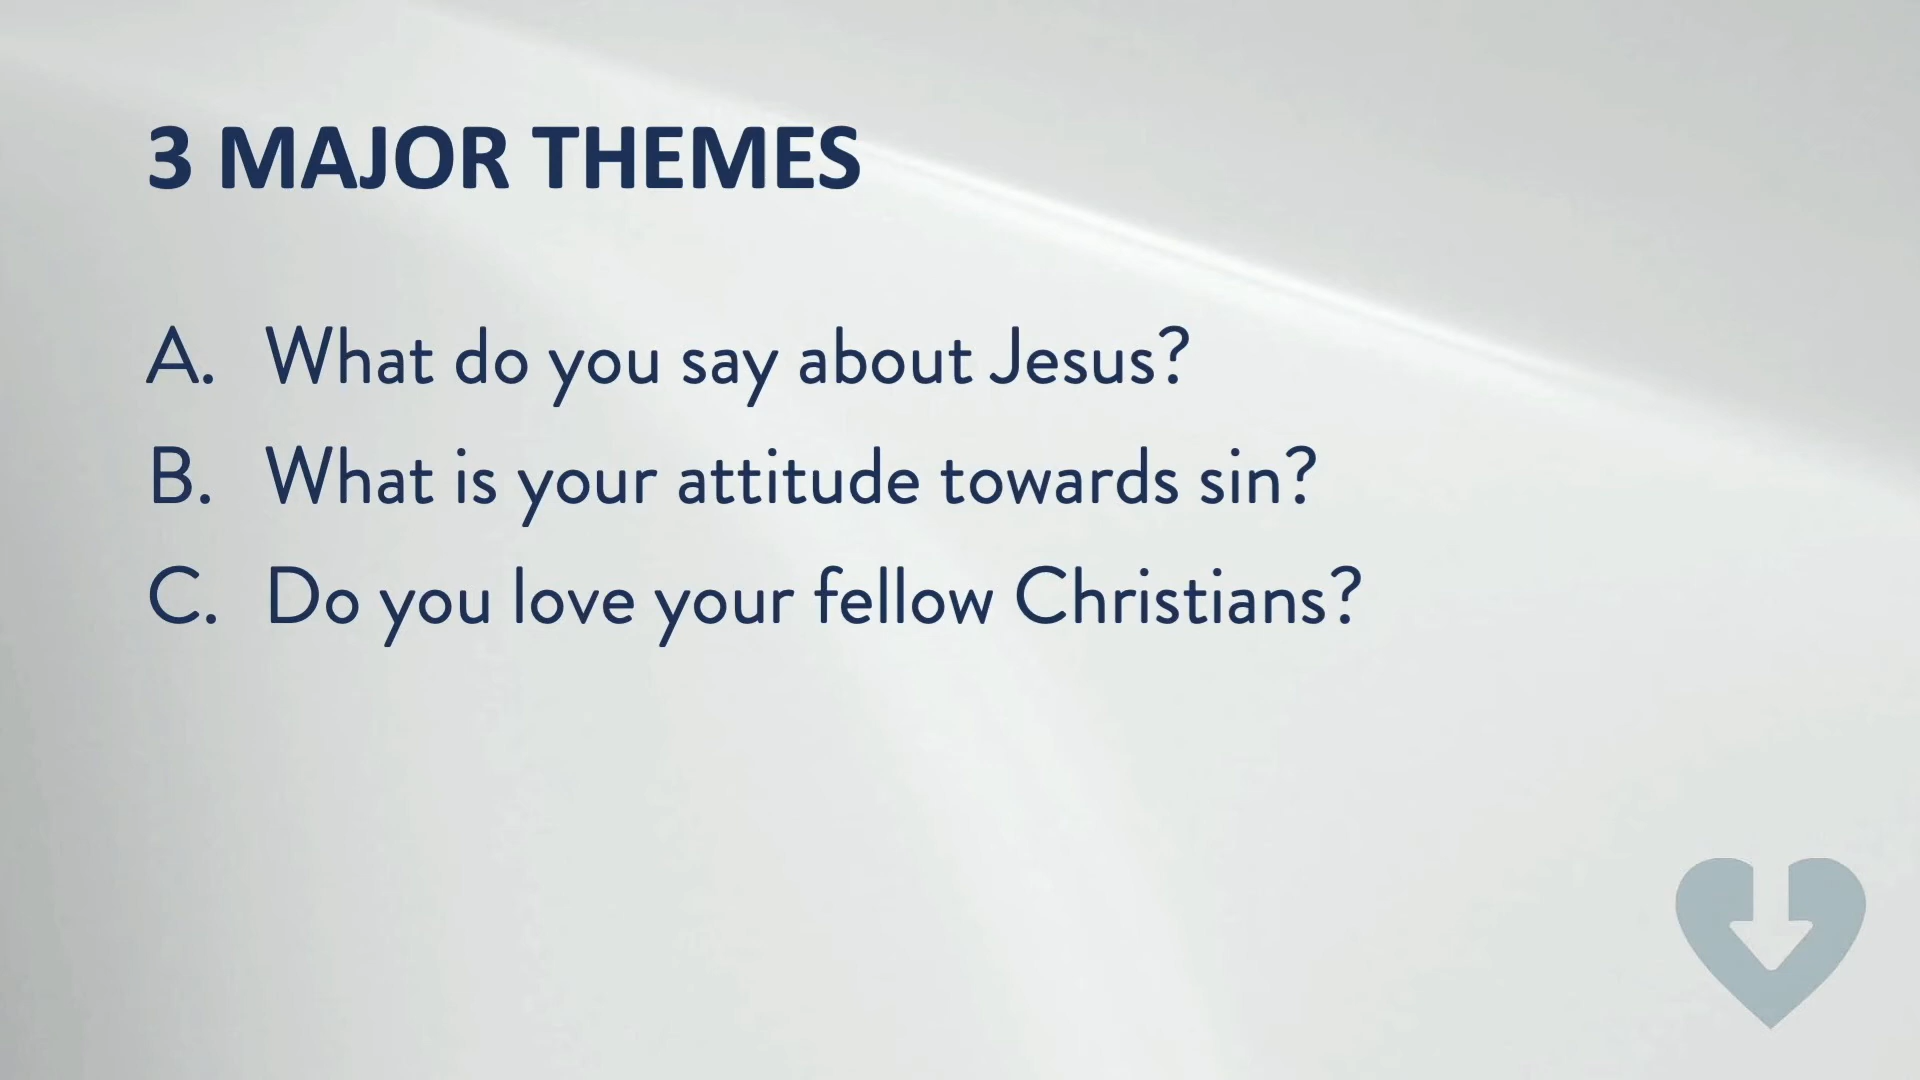 3 MAJOR THEMES
A. What do you say about Jesus?
B. What is your attitude towards sin?
C. Do you love your fellow Christians?